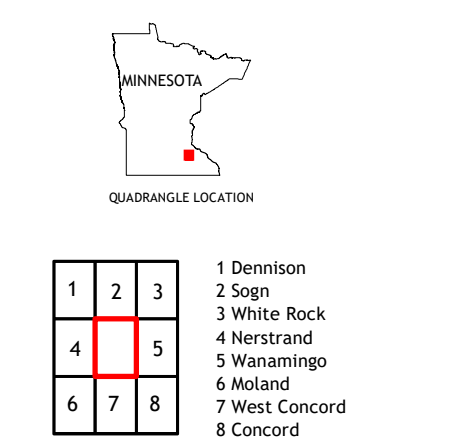 MINNESOTA
QUADRANGLE LOCATION
1 2 3
4 5
6 7 8
1 Dennison
2 Sogn
3 White Rock
4 Nerstrand
5 Wanamingo
6 Moland
7 West Concord
8 Concord